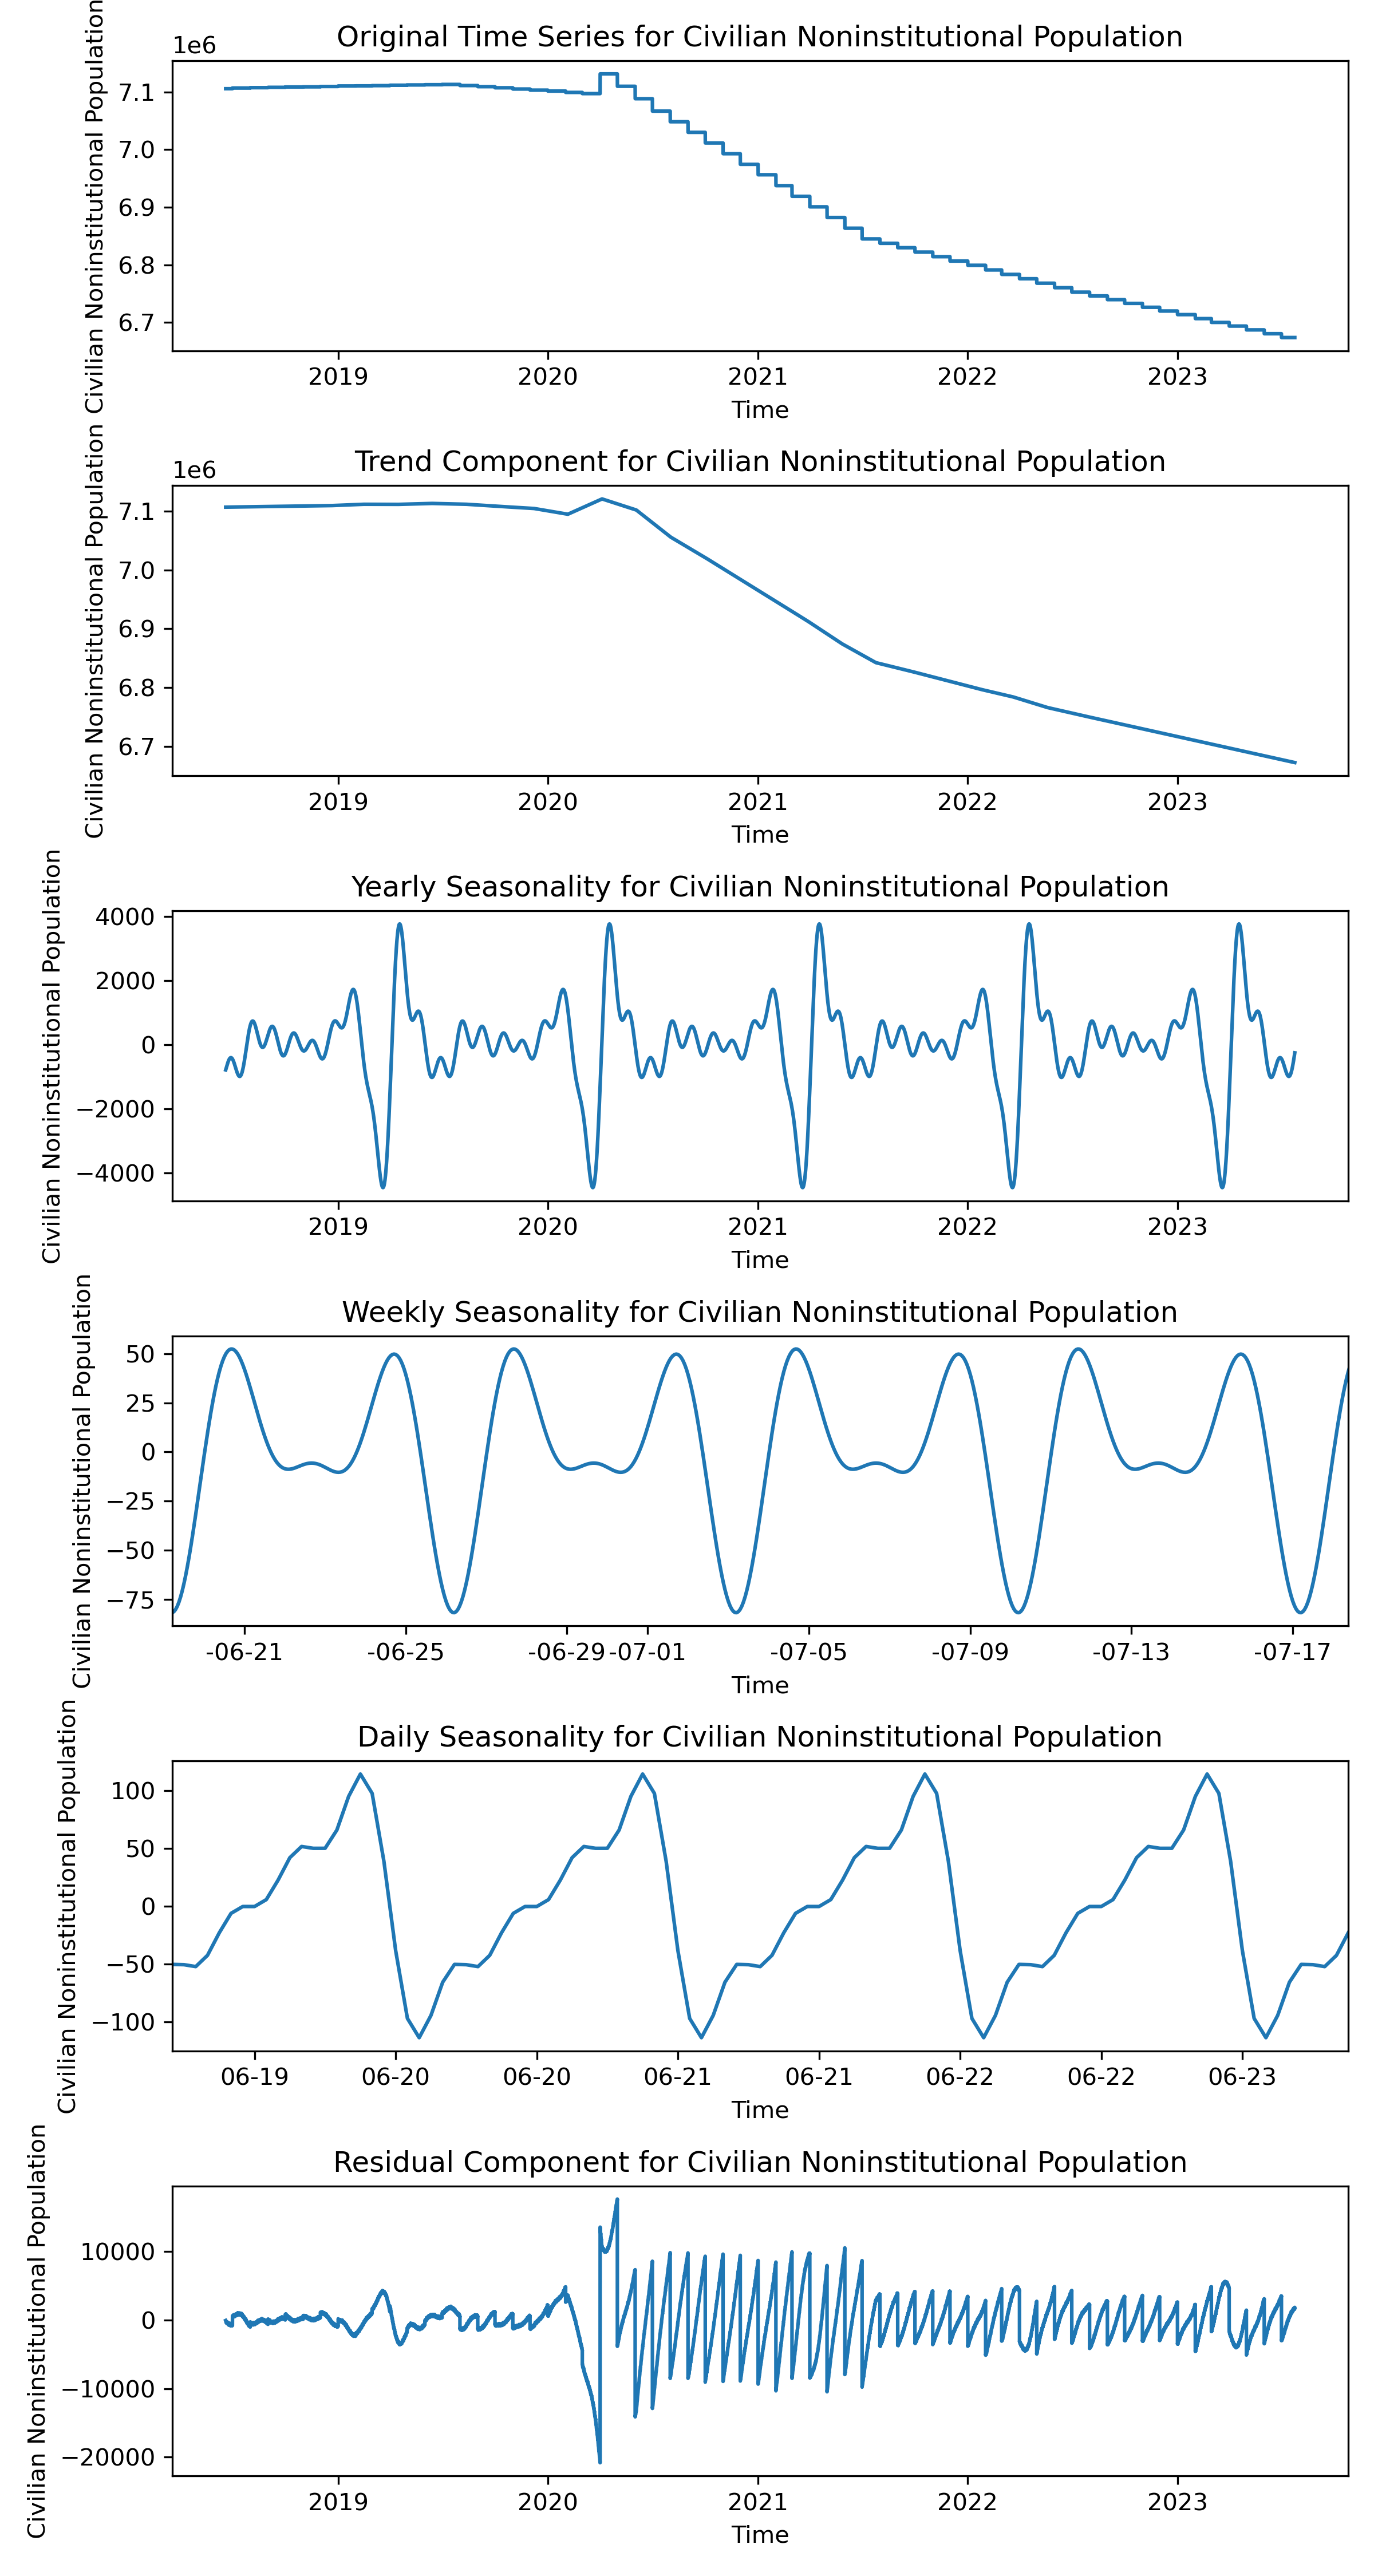 Original Time Series for Civilian Noninstitutional Population
1e6
Civilian Noninstitutional Population
7.1
7.0
6.9
6.8
6.7
2019 2020 2021 2022 2023
Time
Trend Component for Civilian Noninstitutional Population
1e6
Civilian Noninstitutional Population
7.1
7.0
6.9
6.8
6.7
2019 2020 2021 2022 2023
Time
Yearly Seasonality for Civilian Noninstitutional Population
Civilian Noninstitutional Population
4000
2000
0
−2000
−4000
2019 2020 2021 2022 2023
Time
Weekly Seasonality for Civilian Noninstitutional Population
Civilian Noninstitutional Population
50
25
0
−25
−50
−75
-06-21 -06-25 -06-29 -07-01 -07-05 -07-09 -07-13 -07-17
Time
Daily Seasonality for Civilian Noninstitutional Population
Civilian Noninstitutional Population
100
50
0
−50
−100
06-19 06-20 06-20 06-21 06-21 06-22 06-22 06-23
Time
Residual Component for Civilian Noninstitutional Population
Civilian Noninstitutional Population
10000
0
−10000
−20000
2019 2020 2021 2022 2023
Time